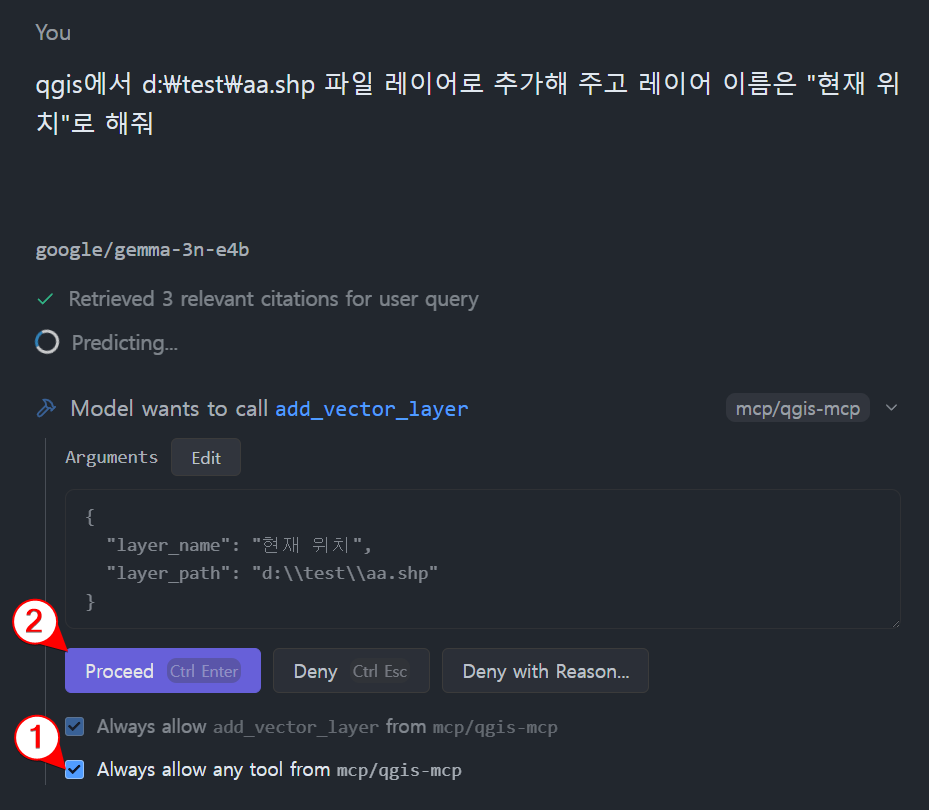 You
qgis에서 d:₩test₩aa.shp 파일 레이어로 추가해 주고 레이어 이름은 "현재 위
치"로 해줘
google/gemma-3n-e4b
Retrieved 3 relevant citations for user query
Predicting...
Model wants to call add_vector_layer mcp/qgis-mcp
Arguments Edit
{
"layer_name": "현재 위치",
"layer_path": "d:\\test\\aa.shp"
}
2
Proceed Ctrl Enter Deny Ctrl Esc Deny with Reason...
Always allow add_vector_layer from mcp/qgis-mcp
1
Always allow any tool from mcp/qgis-mcp